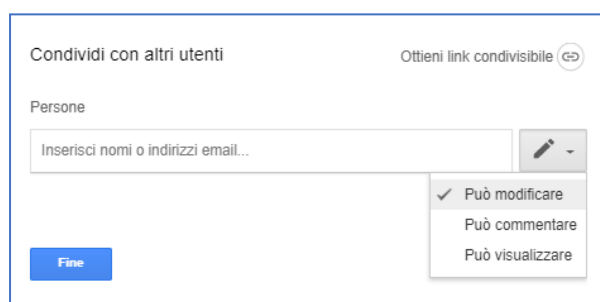 Condividi con altri utenti
Ottieni link condivisibile
Persone
Inserisci nomi o indirizzi email...
Può modificare
Può commentare
Può visualizzare
Fine